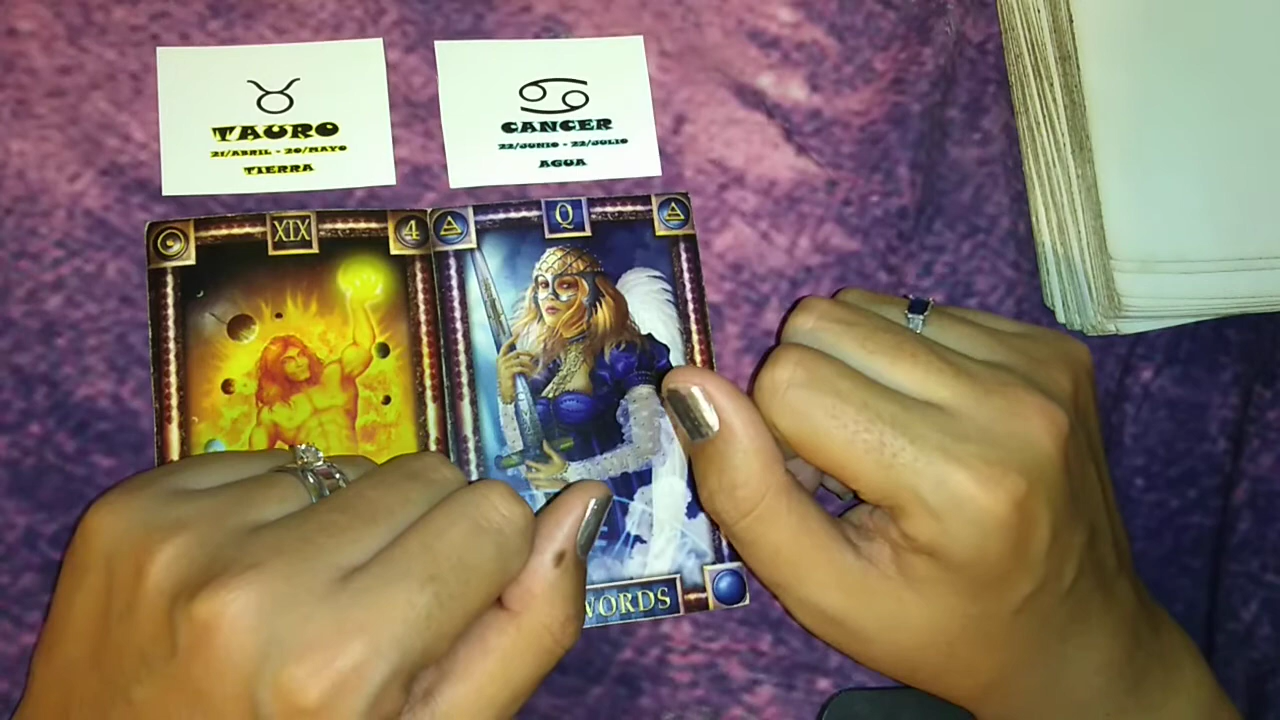 TAURO
21/ABRIL - 20/MAYO
TIERRA
CANCER
22/JUNIO - 22/JULIO
AGUA
XIX
4
Q
WORDS